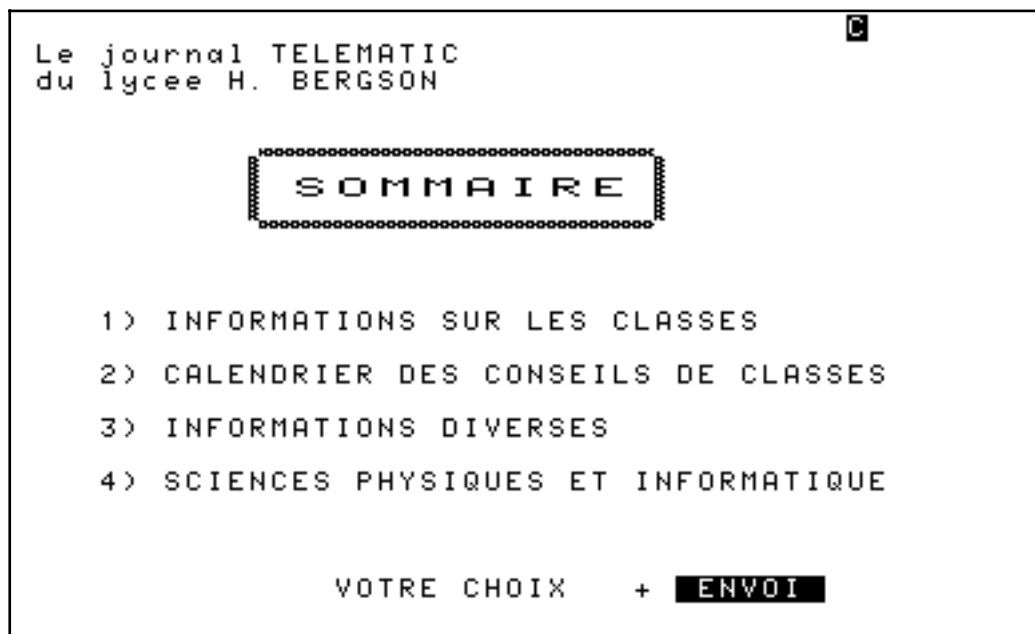 C
Le journal TELEMATIC
du lycee H. BERGSON
SOMMAIRE
1) INFORMATIONS SUR LES CLASSES
2) CALENDRIER DES CONSEILS DE CLASSES
3) INFORMATIONS DIVERSES
4) SCIENCES PHYSIQUES ET INFORMATIQUE
VOTRE CHOIX + ENVOI